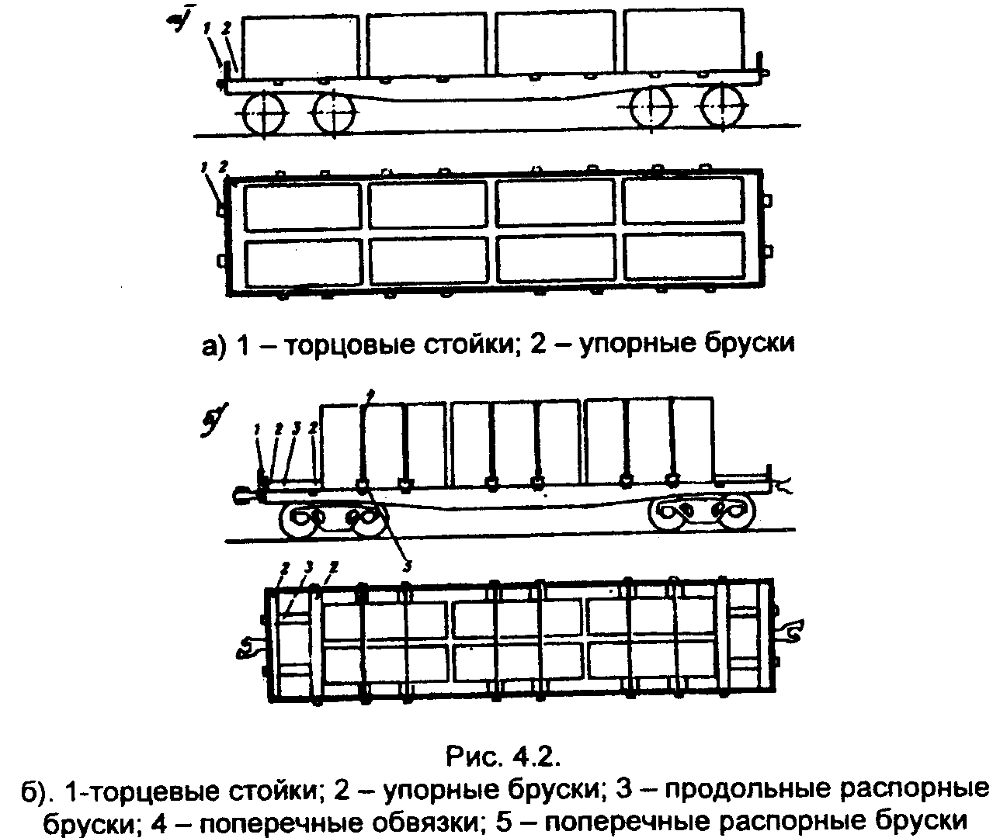 а)
1 2
1 2
а) 1 – торцовые стойки; 2 – упорные бруски
б)
4
1 2 3 2
5
2 3 2
Рис. 4.2.
б). 1-торцевые стойки; 2 – упорные бруски; 3 – продольные распорные
бруски; 4 – поперечные обвязки; 5 – поперечные распорные бруски